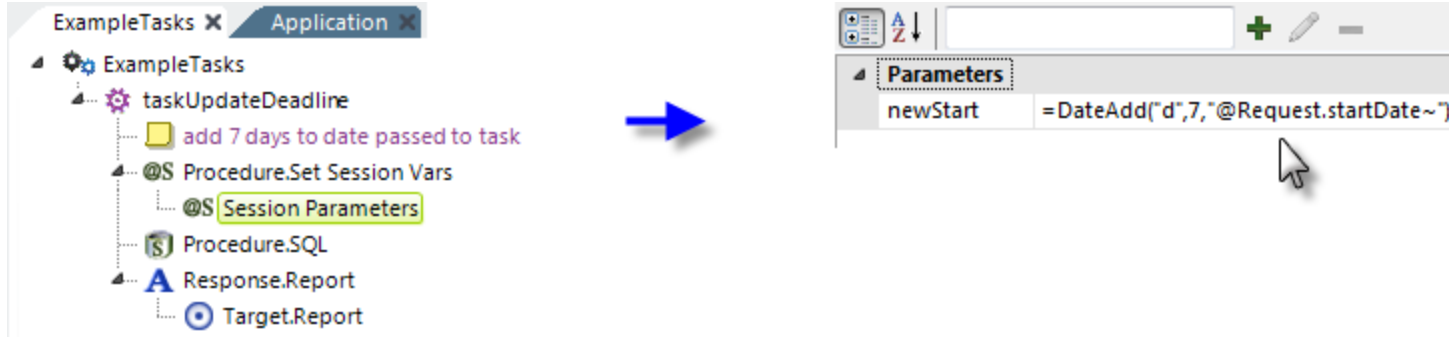 ExampleTasks
Application
ExampleTasks
taskUpdateDeadline
add 7 days to date passed to task
@S Procedure.Set Session Vars
@S Session Parameters
S Procedure.SQL
A Response.Report
Target.Report
A
Z
Parameters
newStart =DateAdd("d",7,"@Request.startDate~")